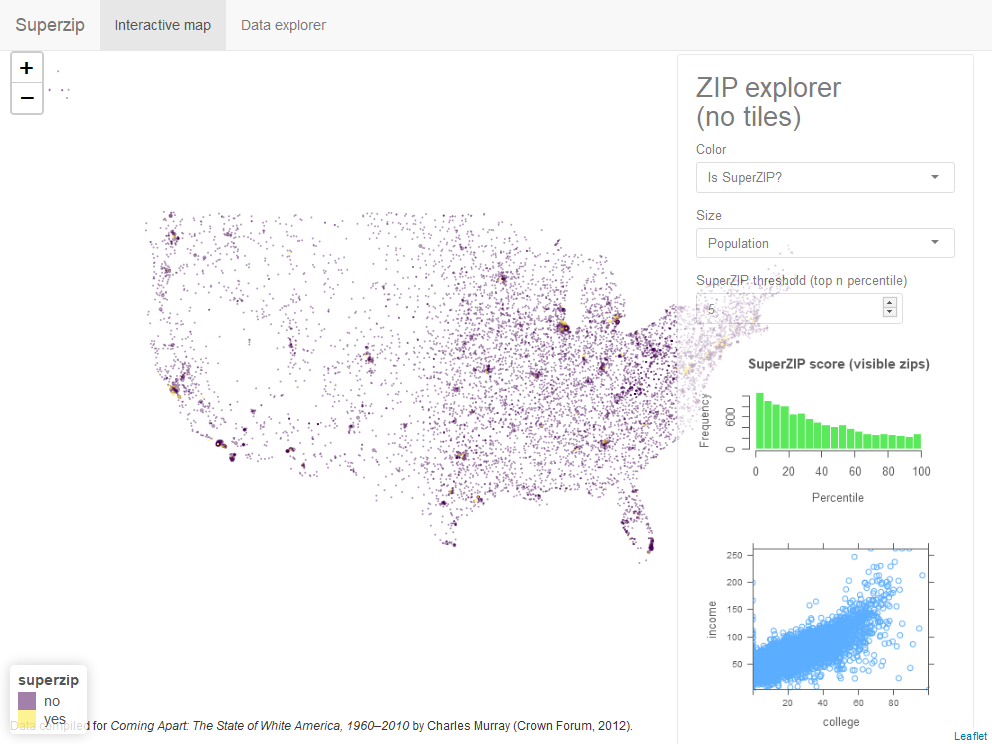 Superzip
Interactive map
Data explorer
+
−
ZIP explorer
(no tiles)
Color
Is SuperZIP?
Size
Population
SuperZIP threshold (top n percentile)
5
SuperZIP score (visible zips)
Frequency
0 600
0 20 40 60 80 100
Percentile
income
250
200
150
100
50
20 40 60 80
college
superzip
no
yes
Data compiled for Coming Apart: The State of White America, 1960–2010 by Charles Murray (Crown Forum, 2012).
Leaflet